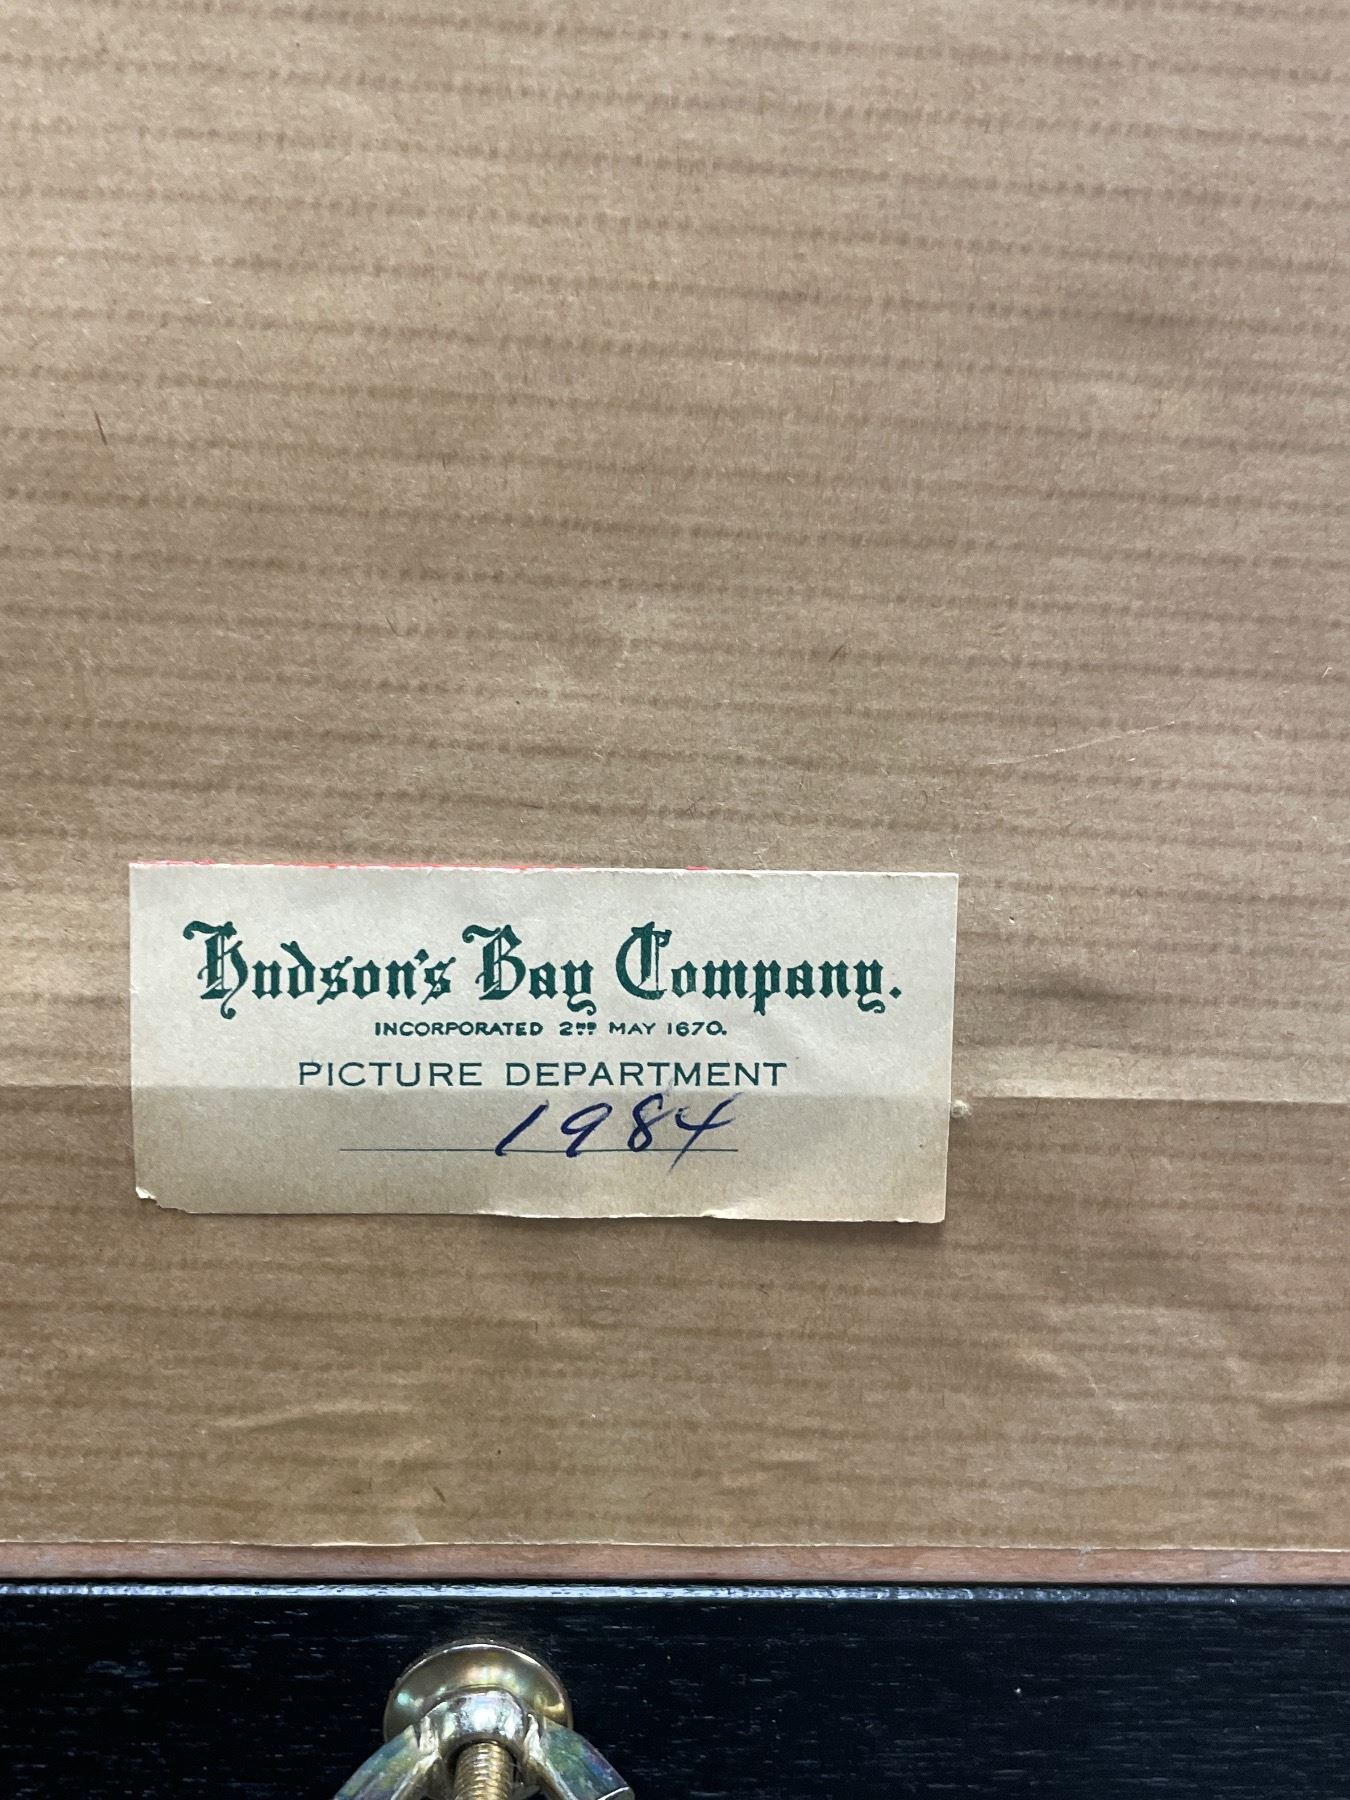 Hudson's Bay Company.
INCORPORATED 2ND MAY 1670.
PICTURE DEPARTMENT
1984